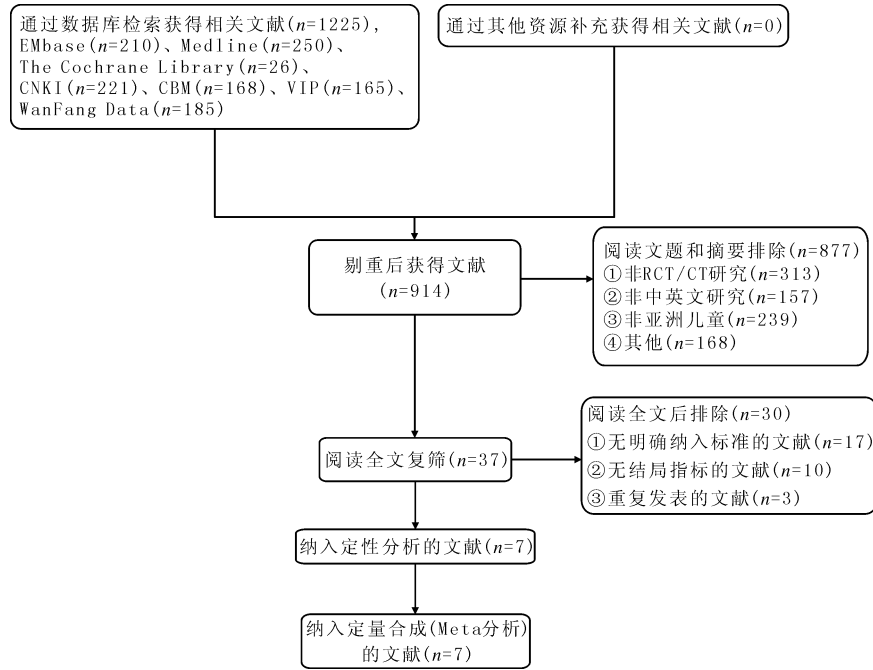 通过数据库检索获得相关文献(n=1225),
EMbase(n=210)、Medline(n=250)、
The Cochrane Library(n=26)、
CNKI(n=221)、CBM(n=168)、VIP(n=165)、
WanFang Data(n=185)
通过其他资源补充获得相关文献(n=0)
剔重后获得文献
(n=914)
阅读文题和摘要排除(n=877)
①非RCT/CT研究(n=313)
②非中英文研究(n=157)
③非亚洲儿童(n=239)
④其他(n=168)
阅读全文复筛(n=37)
阅读全文后排除(n=30)
①无明确纳入标准的文献(n=17)
②无结局指标的文献(n=10)
③重复发表的文献(n=3)
纳入定性分析的文献(n=7)
纳入定量合成(Meta分析)
的文献(n=7)